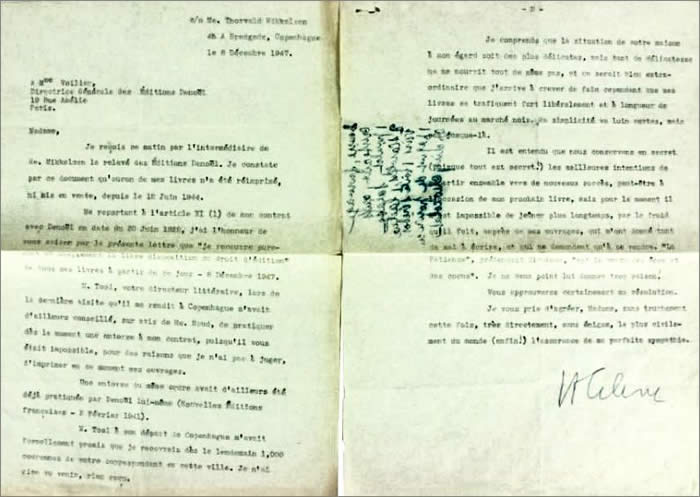 c/o Me. Thorvald Mikkelsen
4h A Bredgade, Copenhague
le 8 Décembre 1947.
à Mme Voilier,
Directrice Générale des Éditions Denoël
19 Rue Amélie
Paris.
Madame,
Je reçois ce matin par l'intermédiaire de
Me. Mikkelsen le relevé des Éditions Denoël. Je constate
par ce document qu'aucun de mes livres n'a été réimprimé,
ni mis en vente, depuis le 12 Juin 1944.
Me reportant à l'article XI (1) de mon contrat
avec Denoël en date du 30 Juin, j'ai l'honneur de
vous aviser par la présente lettre que "je recouvre pure-
et simplement la libre disposition du droit d'édition"
de tous mes livres à partir de ce jour - 8 Décembre 1947.
M. Tosi, votre directeur littéraire, lors de
la dernière visite qu'il me rendit à Copenhague m'avait
d'ailleurs conseillé, sur avis de Me. Naud, de pratiquer
dès le moment une entorse à mon contrat, puisqu'il vous
était impossible, pour des raisons que je n'ai pas à juger,
d'imprimer en ce moment ses ouvrages.
Une entorse du même ordre avait d'ailleurs été
déjà pratiquée par Denoël lui-même (Nouvelles Éditions
françaises - Février 1941).
M. Tosi à son départ de Copenhague m'avait
formellement promis que je recevrais dès le lendemain 1,000
couronnes de votre correspondant en cette ville. Je n'ai
rien vu venir, rien reçu.
Je comprends que la situation de votre maison
à mon égard soit des plus délicates, mais tant de délicatesse
ne me nourrit tout de même pas, et ce serait bien extra-
ordinaire que j'arrive à crever de faim cependant que mes
livres se trafiquent fort libéralement et à longueur de
journées au marché noir. Ma simplicité va loin certes, mais
jusque-là.
Il est entendu que nous conservons en secret
(puisque tout est secret!) les meilleures intentions de
partir ensemble vers de nouveaux succès, peut-être à
l'occasion de mon prochain livre, mais pour le moment il
est impossible de jeûner plus longtemps, par le froid
qu'il fait, auprès de mes ouvrages, qui m'ont donné tant
de mal à écrire, et qui ne demandent qu'à se vendre. "La
Patience", "est la vertu des ânes et
des cocus". Je ne veux point lui donner trop raison.
Vous approuverez certainement ma résolution.
Je vous prie d'agréer, Madame, sans truchement
cette fois, très directement, sans énigme, le plus civile-
ment du monde (enfin!) l'assurance de ma parfaite sympathie.